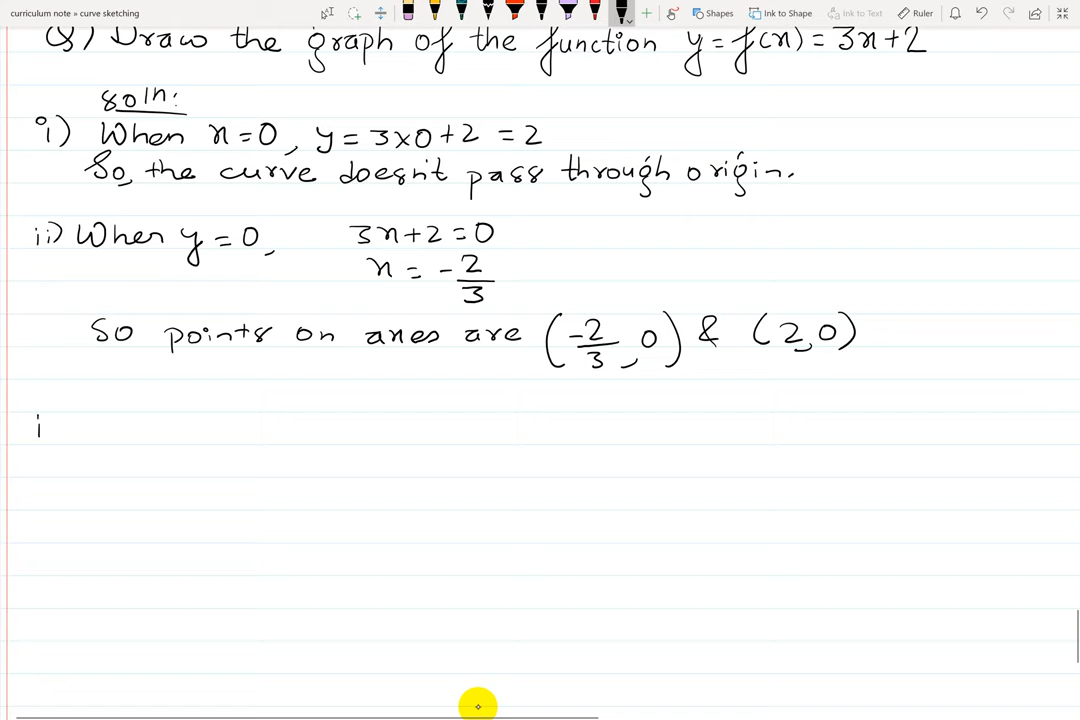 curriculum note » curve sketching
Shapes Ink to Shape Ink to Text Ruler
Q) Draw the graph of the function y = f(x) = 3x+2
soln:
i) When x=0, y = 3×0+2 = 2
So, the curve doesn't pass through origin.
ii) When y = 0, 3x+2 = 0
x = -2/3
So points on axes are (-2/3, 0) & (2,0)
i